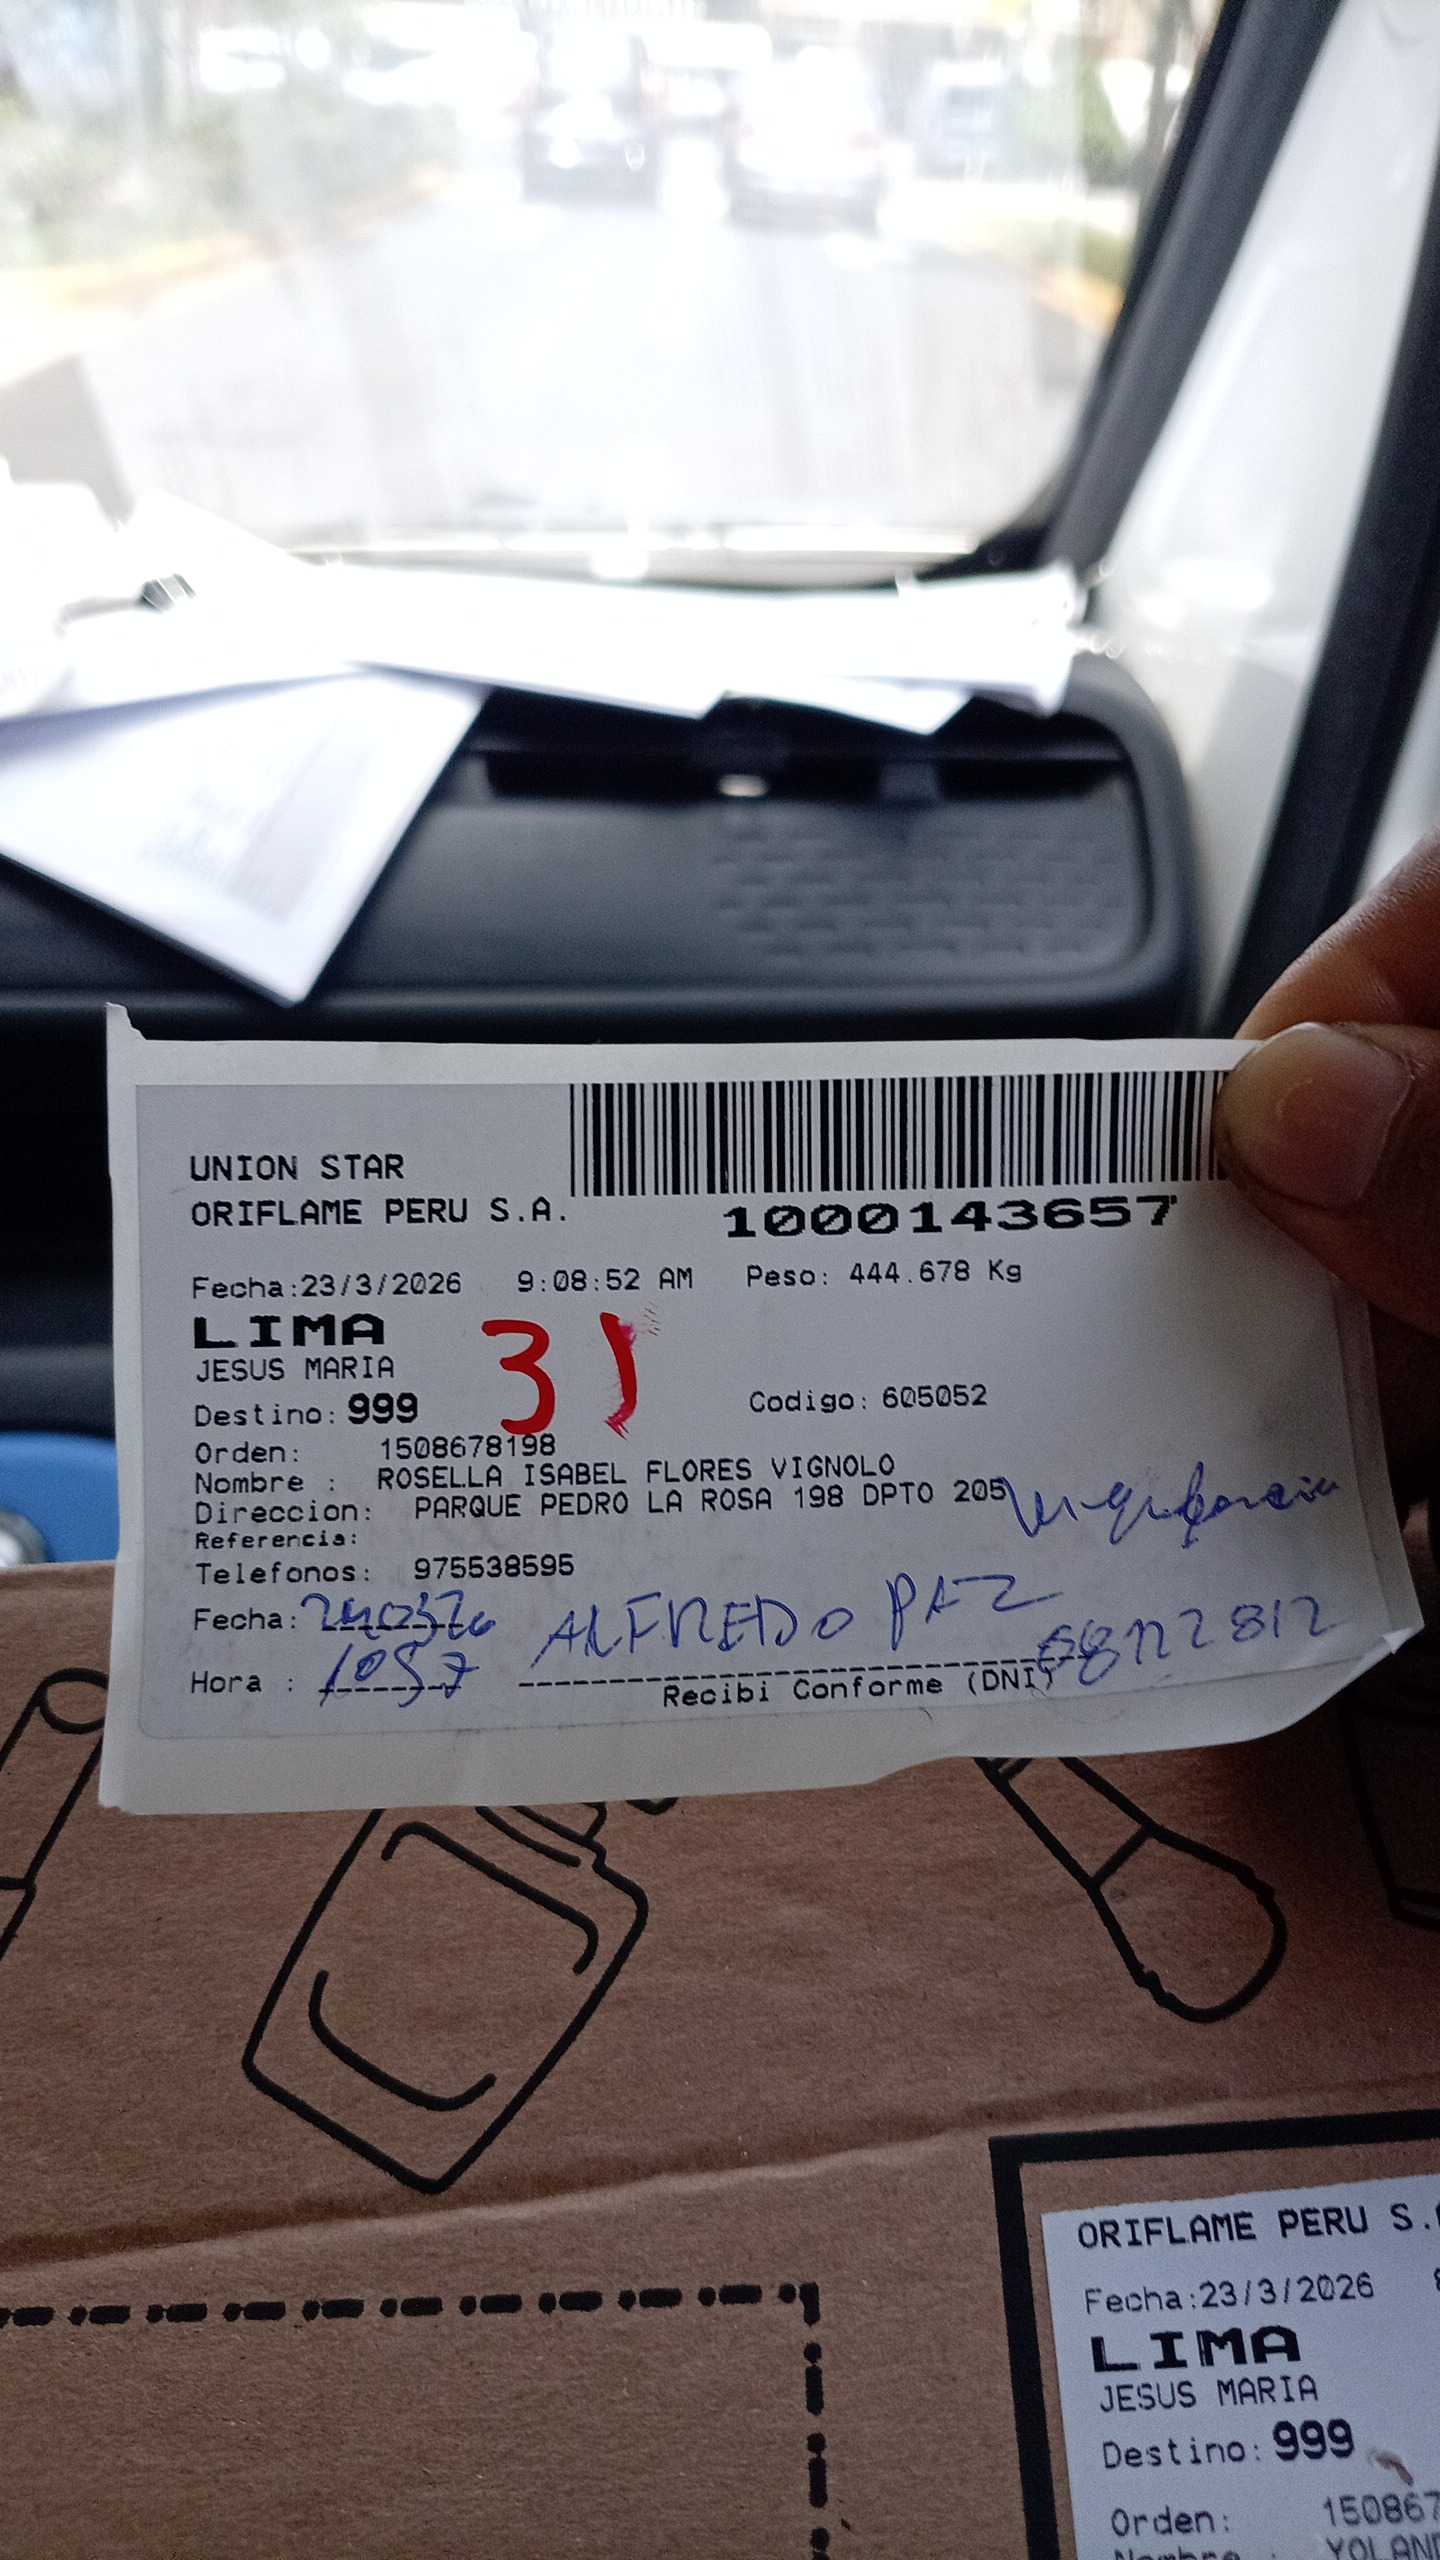 UNION STAR
ORIFLAME PERU S.A.
1000143657
Fecha:23/3/2026 9:08:52 AM Peso: 444.678 Kg
LIMA
31
JESUS MARIA
Destino: 999 Codigo: 605052
Orden: 1508678198
Nombre : ROSELLA ISABEL FLORES VIGNOLO
Direccion: PARQUE PEDRO LA ROSA 198 DPTO 205
Referencia:
Telefonos: 975538595
Fecha: ALFREDO PAZ
Hora : 1057
Recibi Conforme (DNI)
ORIFLAME PERU S.
Fecha:23/3/2026
LIMA
JESUS MARIA
Destino: 999
Orden: 150867
Nombre : YOLAND